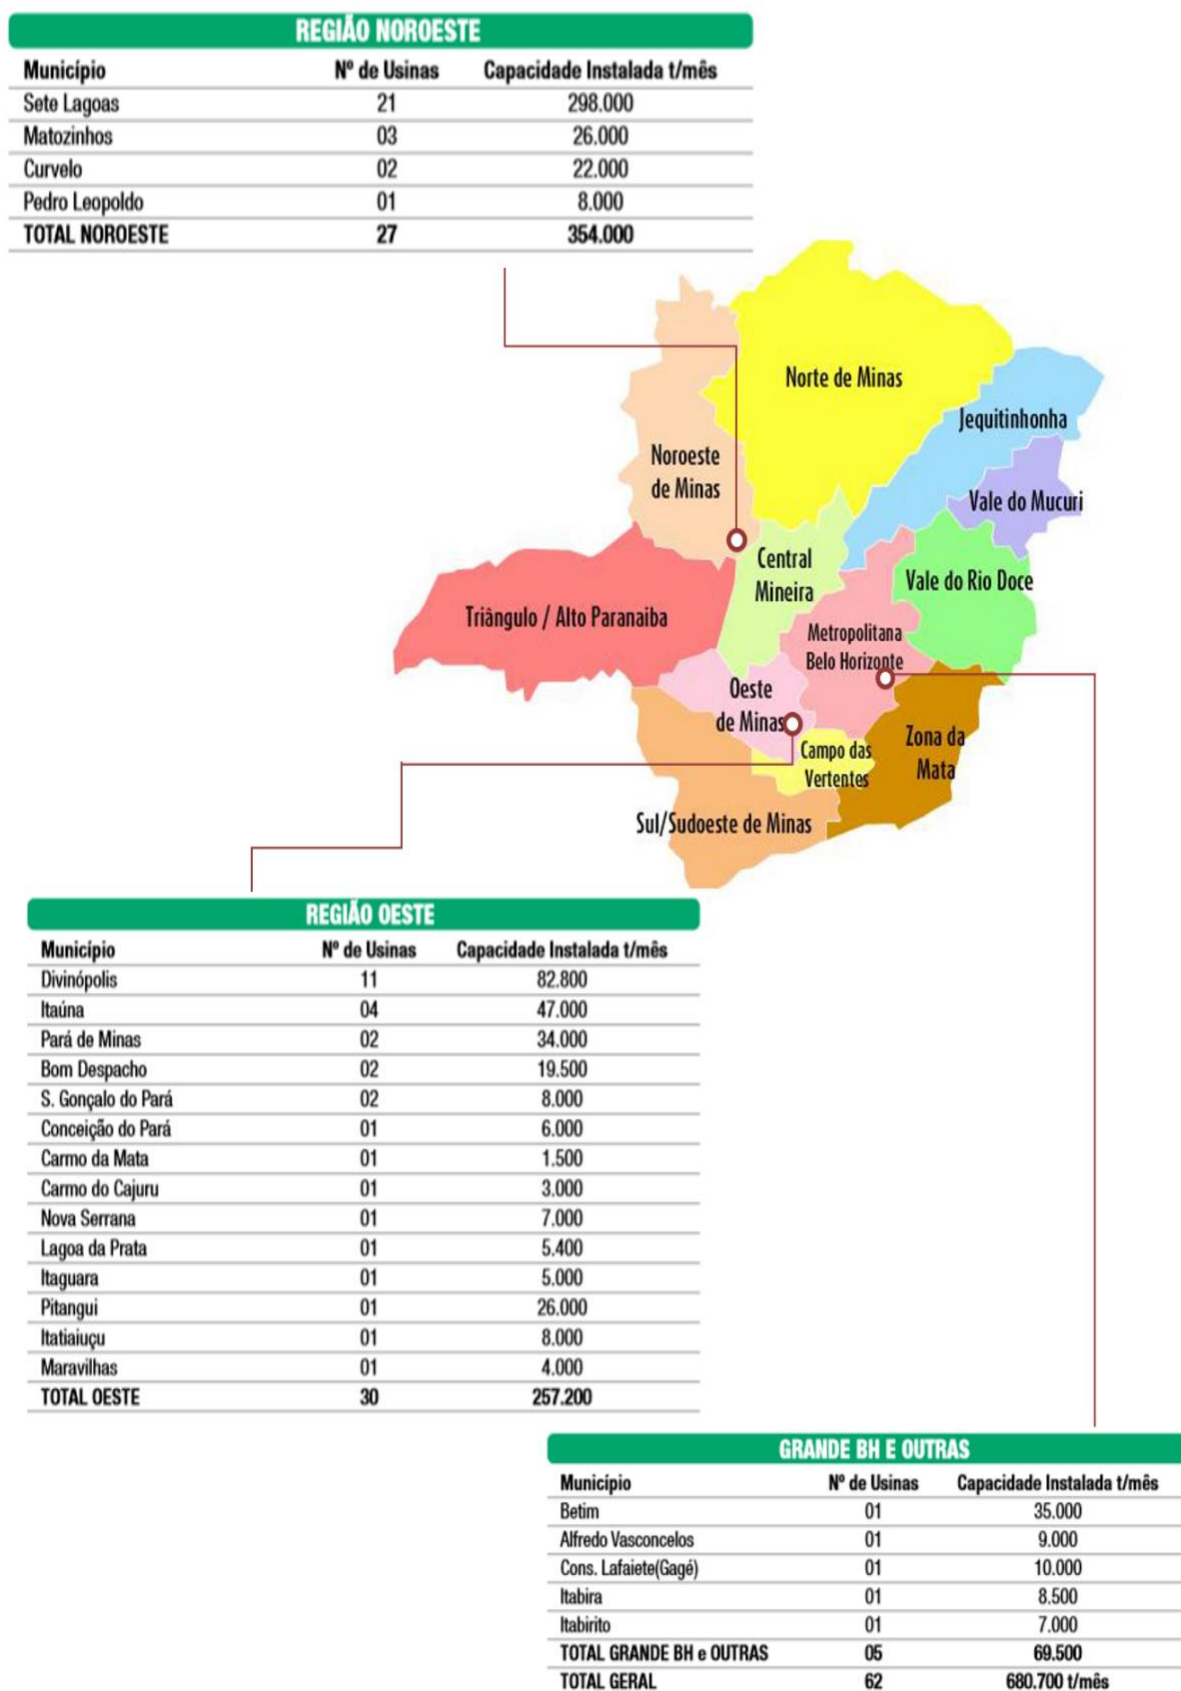 REGIÃO NOROESTE
Município Nº de Usinas Capacidade Instalada t/mês
Sete Lagoas 21 298.000
Matozinhos 03 26.000
Curvelo 02 22.000
Pedro Leopoldo 01 8.000
TOTAL NOROESTE 27 354.000
Norte de Minas
Jequitinhonha
Noroeste
de Minas
Vale do Mucuri
Central
Mineira
Vale do Rio Doce
Triângulo / Alto Paranaiba
Metropolitana
Belo Horizonte
Oeste
de Minas
Campo das
Vertentes
Zona da
Mata
Sul/Sudoeste de Minas
REGIÃO OESTE
Município Nº de Usinas Capacidade Instalada t/mês
Divinópolis 11 82.800
Itaúna 04 47.000
Pará de Minas 02 34.000
Bom Despacho 02 19.500
S. Gonçalo do Pará 02 8.000
Conceição do Pará 01 6.000
Carmo da Mata 01 1.500
Carmo do Cajuru 01 3.000
Nova Serrana 01 7.000
Lagoa da Prata 01 5.400
Itaguara 01 5.000
Pitangui 01 26.000
Itatiaiuçu 01 8.000
Maravilhas 01 4.000
TOTAL OESTE 30 257.200
GRANDE BH E OUTRAS
Município Nº de Usinas Capacidade Instalada t/mês
Betim 01 35.000
Alfredo Vasconcelos 01 9.000
Cons. Lafaiete(Gagé) 01 10.000
Itabira 01 8.500
Itabirito 01 7.000
TOTAL GRANDE BH e OUTRAS 05 69.500
TOTAL GERAL 62 680.700 t/mês